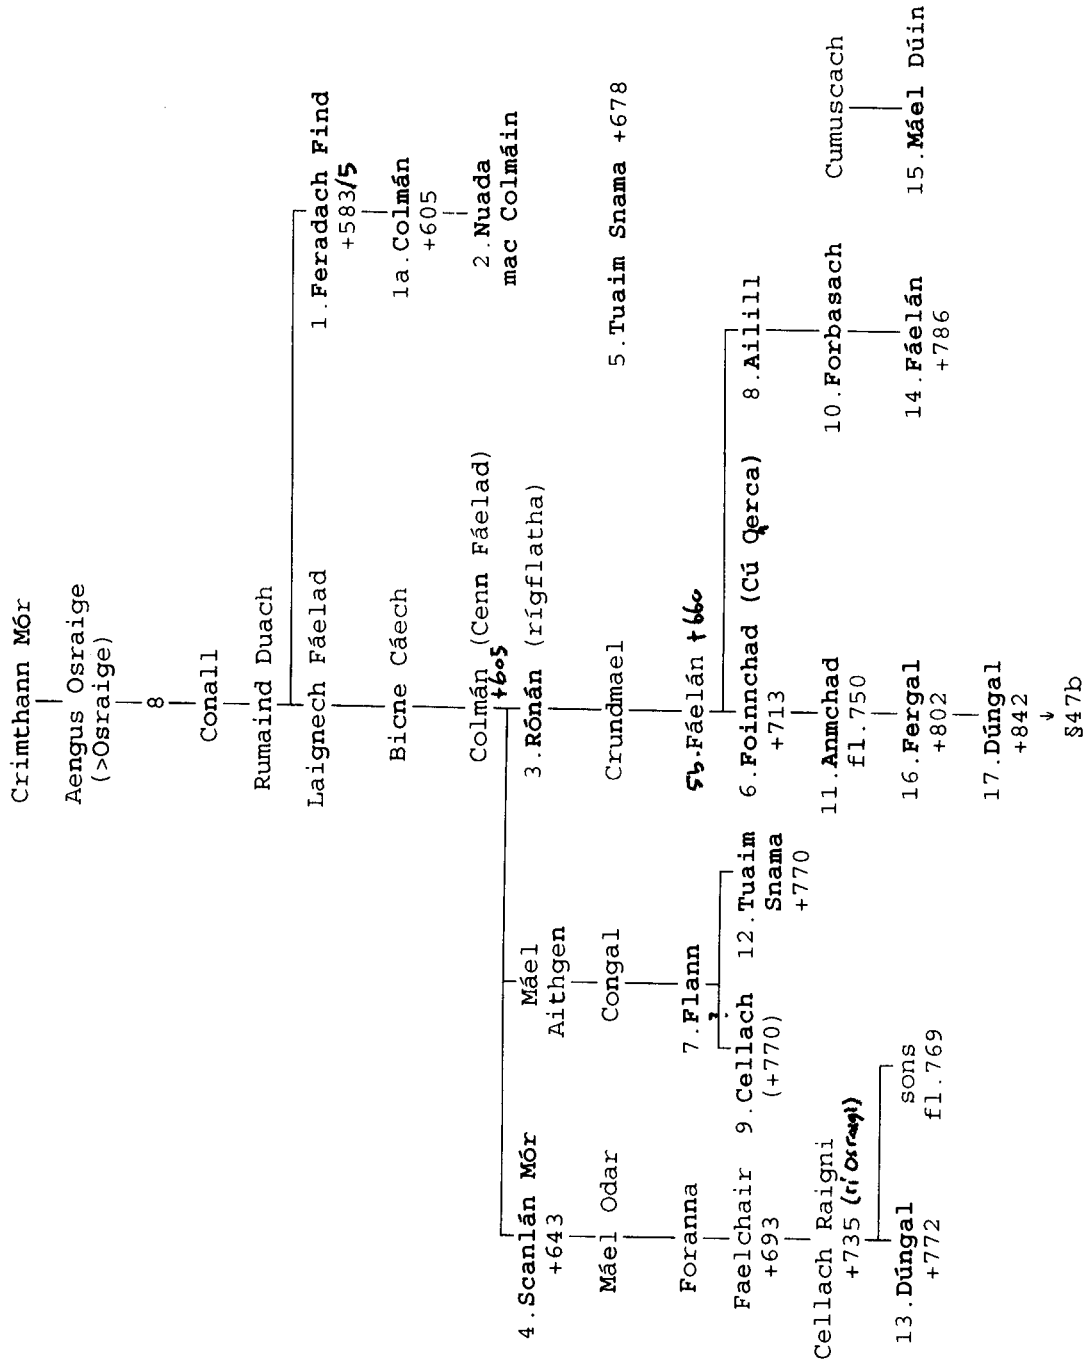 Crimthann Mór
Aengus Osraige
(>Osraige)
8
Conall
Rumaind Duach
Laignech Fáelad
1.Feradach Find
+583/5
Bicne Cáech
1a.Colmán
+605
Colmán (Cenn Fáelad)
+605
2.Nuada
mac Colmáin
4.Scanlán Mór
+643
Máel
Aithgen
3.Rónán (rígflatha)
Máel Odar
Congal
Crundmael
5.Tuaim Snama +678
Foranna
7.Flann
5b.Fáelán +660
Faelchair
+693
9.Cellach
(+770)
?
12.Tuaim
Snama
+770
6.Foinnchad (Cú Cerca)
+713
8.Ailill
Cellach Raigni
+735 (rí Osraigi)
11.Anmchad
fl.750
10.Forbasach
Cumuscach
13.Dúngal
+772
sons
fl.769
16.Fergal
+802
14.Fáelán
+786
15.Máel Dúin
17.Dúngal
+842
↓
§47b